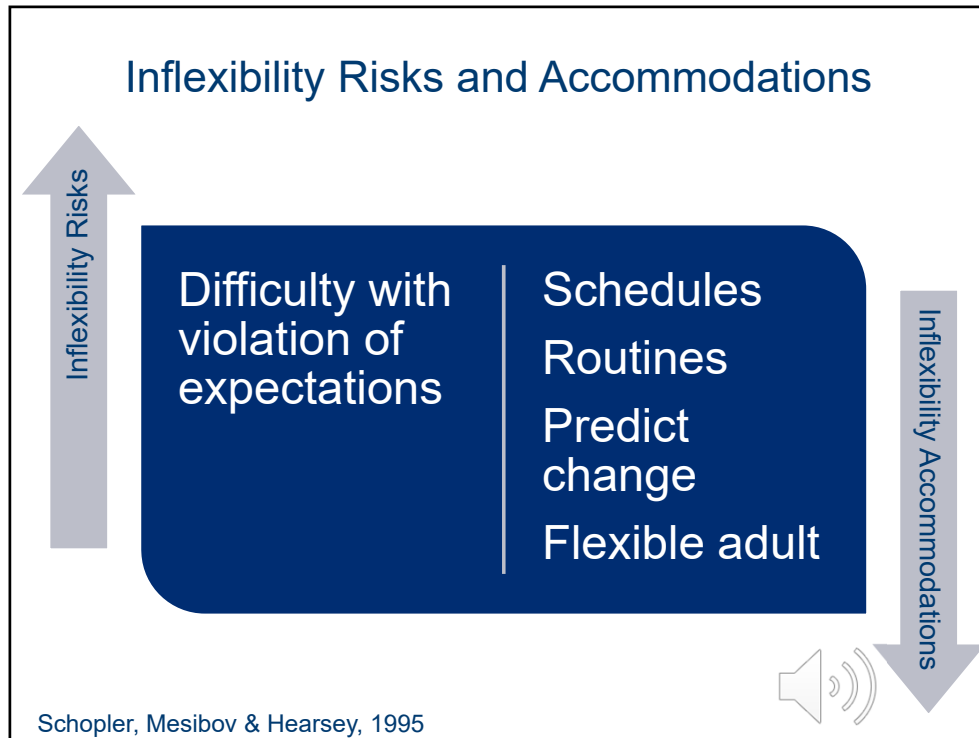 Inflexibility Risks and Accommodations
Inflexibility Risks
Difficulty with
violation of
expectations
Schedules
Routines
Predict
change
Flexible adult
Inflexibility Accommodations
Schopler, Mesibov & Hearsey, 1995